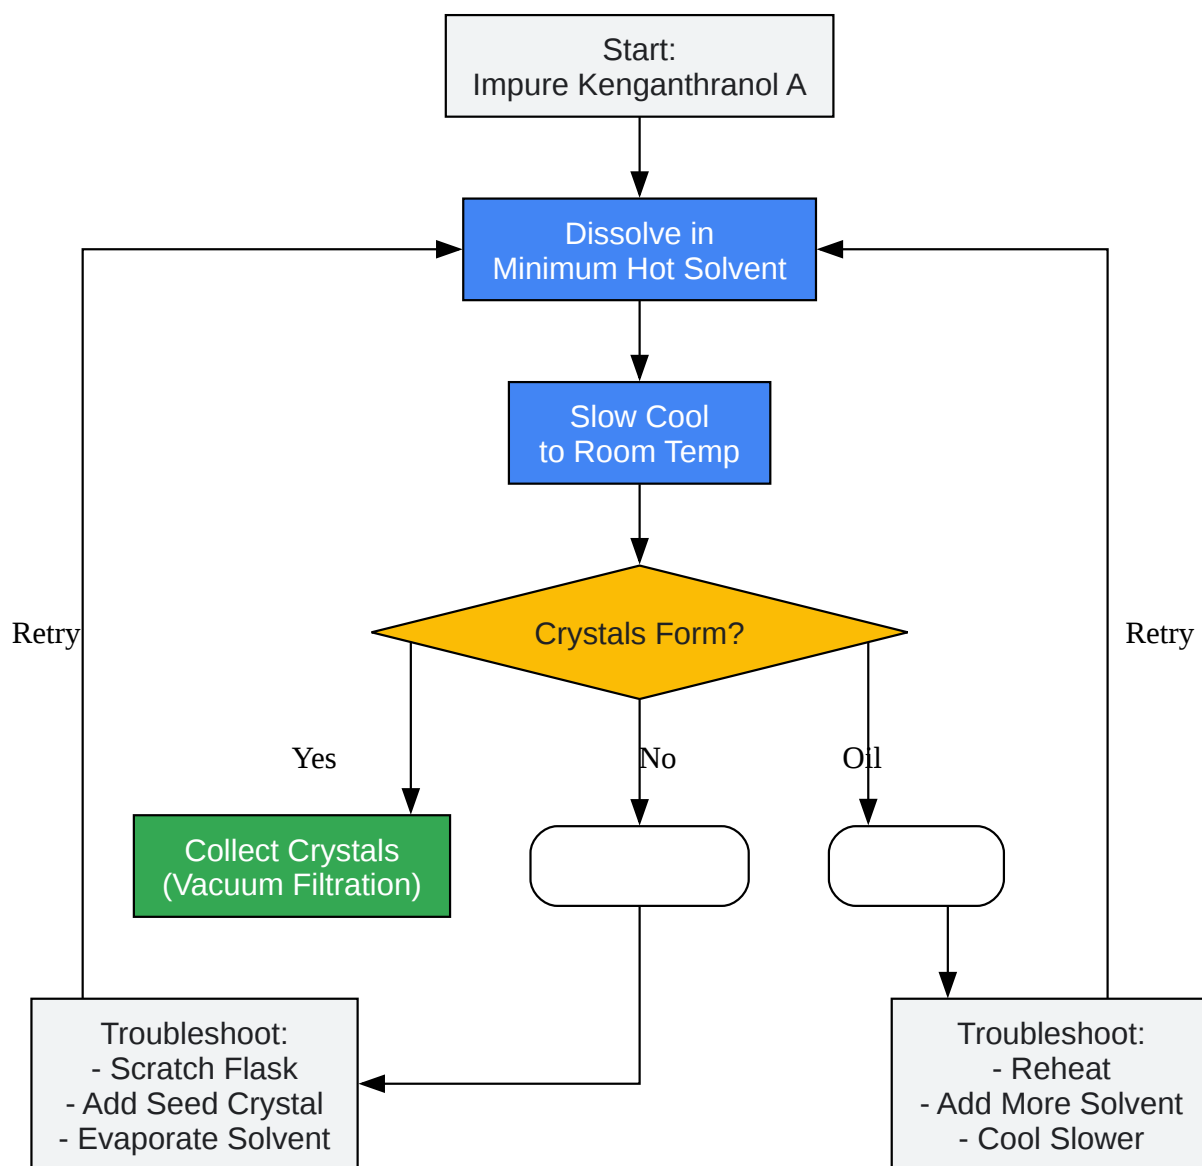 Start:
Impure Kenganthranol A
Dissolve in
Minimum Hot Solvent
Slow Cool
to Room Temp
Crystals Form?
Retry
Retry
Yes
No
Oil
Collect Crystals
(Vacuum Filtration)
Troubleshoot:
- Scratch Flask
- Add Seed Crystal
- Evaporate Solvent
Troubleshoot:
- Reheat
- Add More Solvent
- Cool Slower